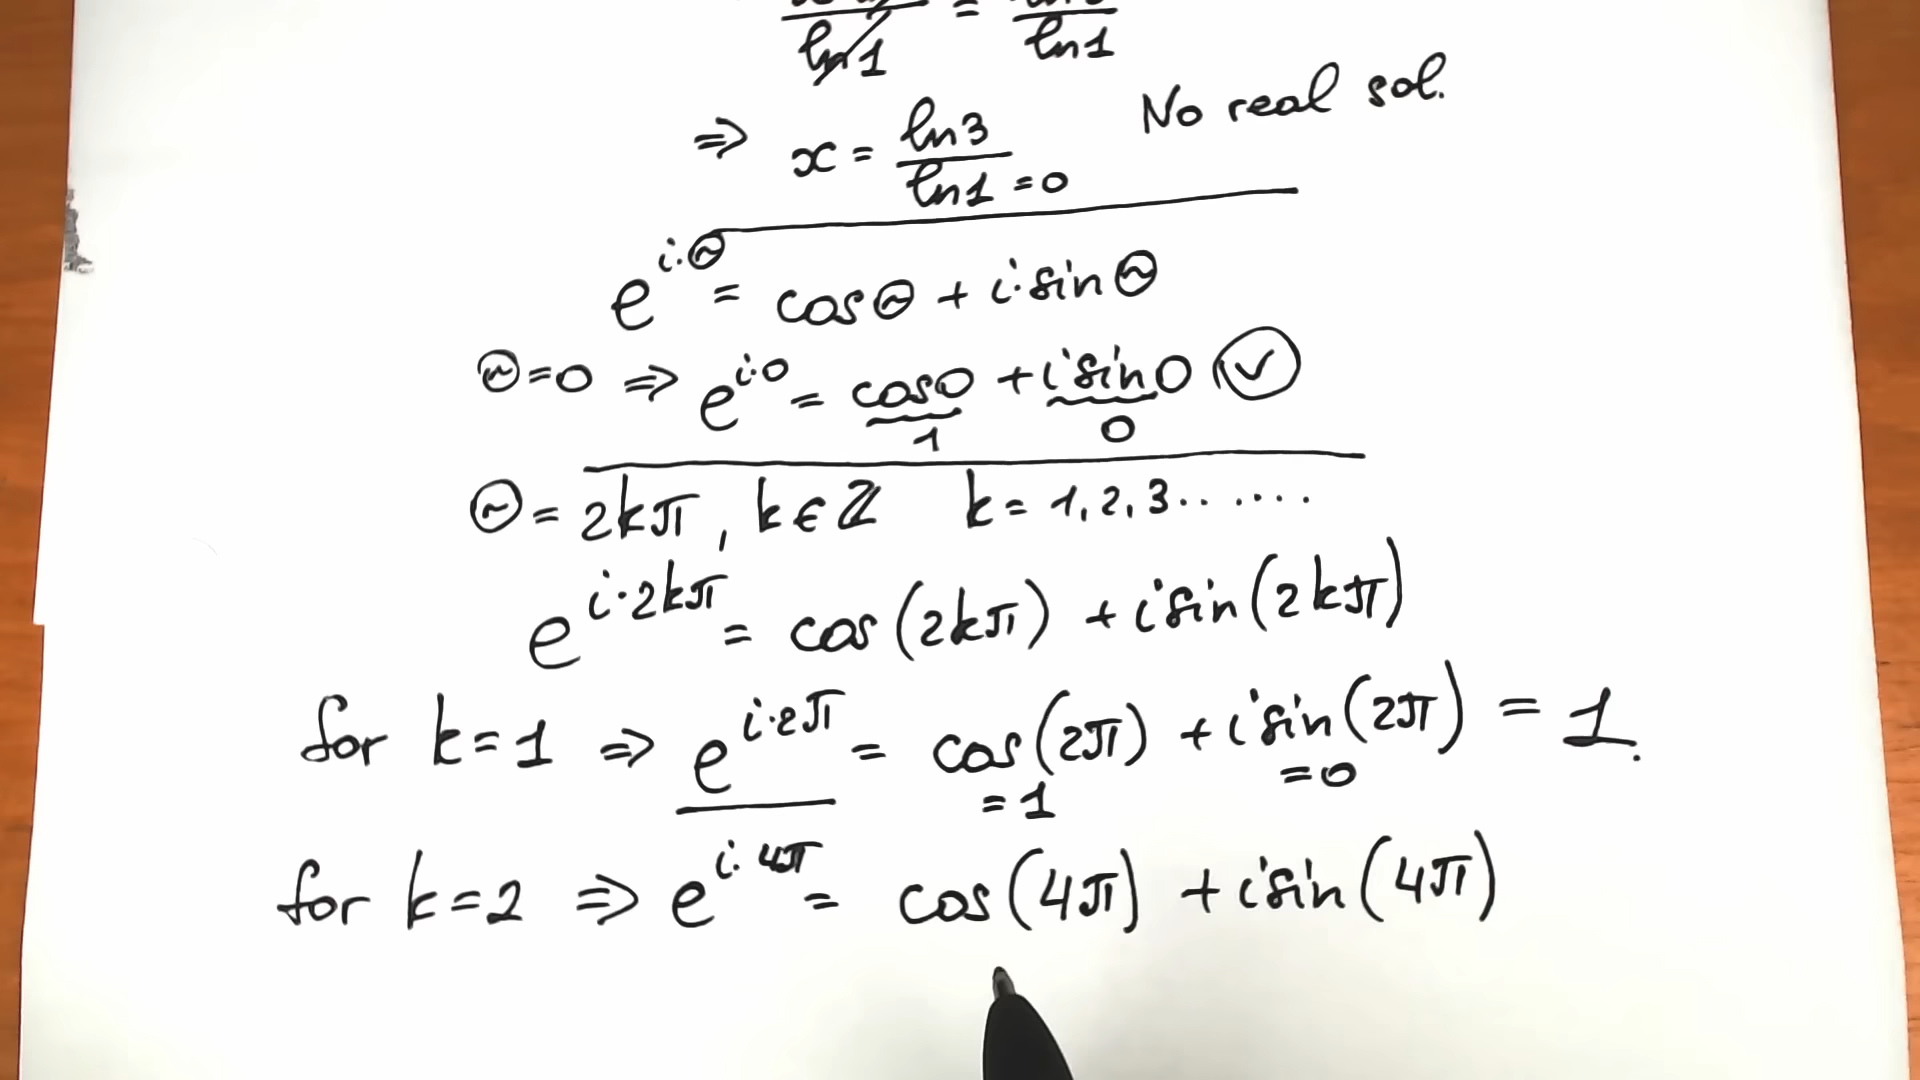 ln1 = ln1
⇒ x = ln3 / ln1 = 0 No real sol.
e^{i·θ} = cosθ + i·sinθ
θ = 0 ⇒ e^{i·0} = cos0 + i sin0 ✓
1 0
θ = 2kπ, k ∈ ℤ k = 1, 2, 3......
e^{i·2kπ} = cos(2kπ) + i sin(2kπ)
for k = 1 ⇒ e^{i·2π} = cos(2π) + i sin(2π) = 1.
= 1 = 0
for k = 2 ⇒ e^{i·4π} = cos(4π) + i sin(4π)